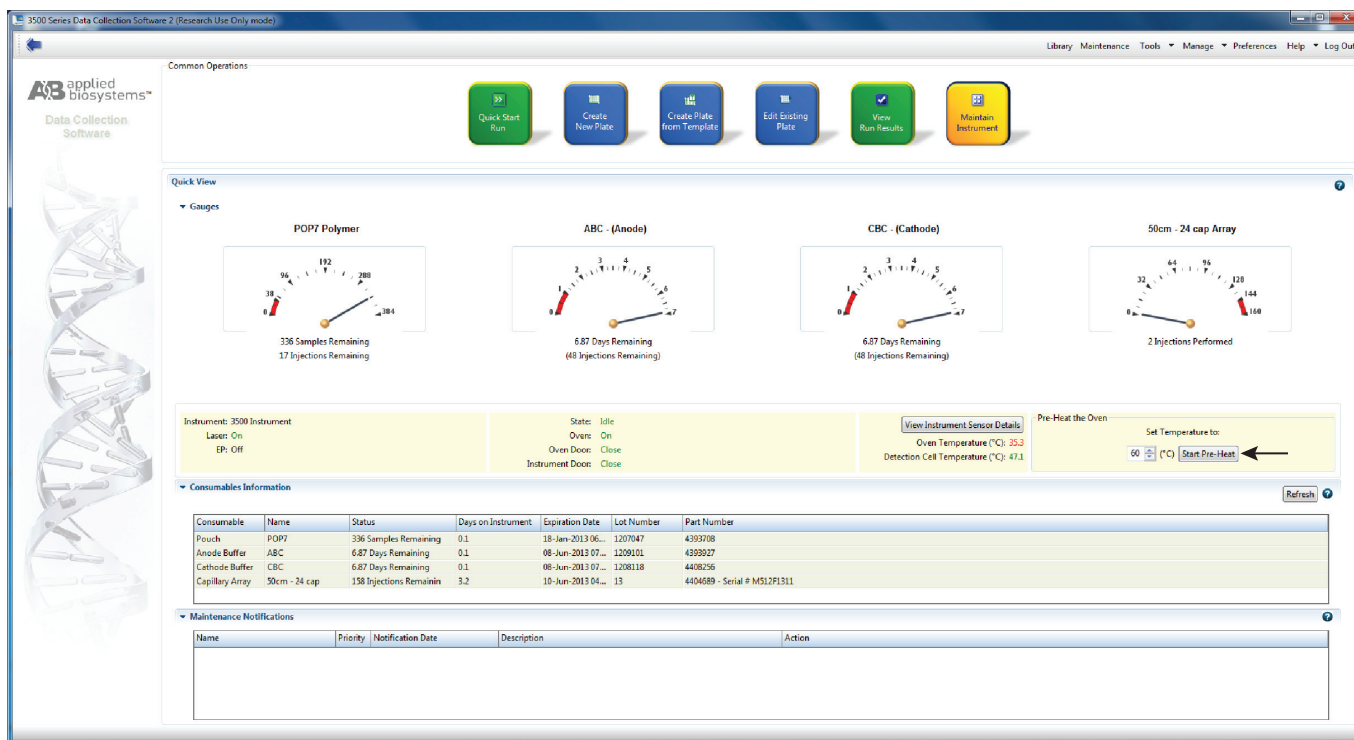 3500 Series Data Collection Software 2 (Research Use Only mode)
Library Maintenance Tools Manage Preferences Help Log Out
applied
biosystems™
Data Collection
Software
Common Operations
Quick Start
Run
Create
New Plate
Create Plate
from Template
Edit Existing
Plate
View
Run Results
Maintain
Instrument
Quick View
Gauges
POP7 Polymer
0 38 96 192 288 384
336 Samples Remaining
17 Injections Remaining
ABC - (Anode)
0 1 2 3 4 5 6 7
6.87 Days Remaining
(48 Injections Remaining)
CBC - (Cathode)
0 1 2 3 4 5 6 7
6.87 Days Remaining
(48 Injections Remaining)
50cm - 24 cap Array
0 32 64 96 128 144 160
2 Injections Performed
Instrument: 3500 Instrument
Laser: On
EP: Off
State: Idle
Oven: On
Oven Door: Close
Instrument Door: Close
View Instrument Sensor Details
Oven Temperature (°C): 35.3
Detection Cell Temperature (°C): 47.1
Pre-Heat the Oven
Set Temperature to:
60 (°C) Start Pre-Heat
Consumables Information
Refresh
Consumable Name Status Days on Instrument Expiration Date Lot Number Part Number
Pouch POP7 336 Samples Remaining 0.1 18-Jan-2013 06... 1207047 4393708
Anode Buffer ABC 6.87 Days Remaining 0.1 08-Jun-2013 07... 1209101 4393927
Cathode Buffer CBC 6.87 Days Remaining 0.1 08-Jun-2013 07... 1208118 4408256
Capillary Array 50cm - 24 cap 158 Injections Remainin 3.2 10-Jun-2013 04... 13 4404689 - Serial # M512F1311
Maintenance Notifications
Name Priority Notification Date Description Action